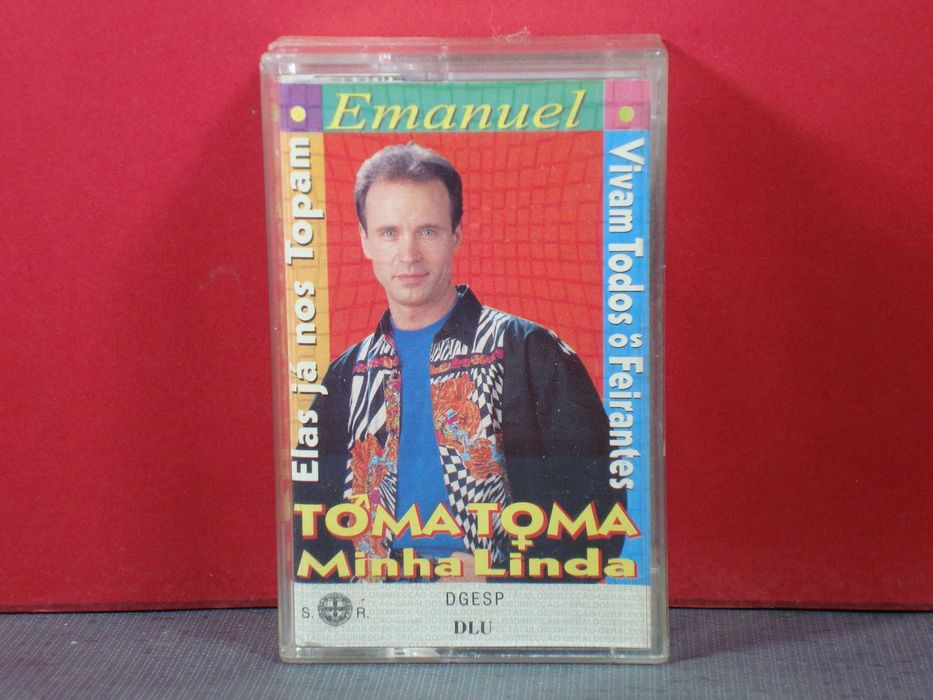 Emanuel
Elas já nos Topam
Vivam Todos os Feirantes
TOMA TOMA
Minha Linda
DGESP
S. R.
DLU